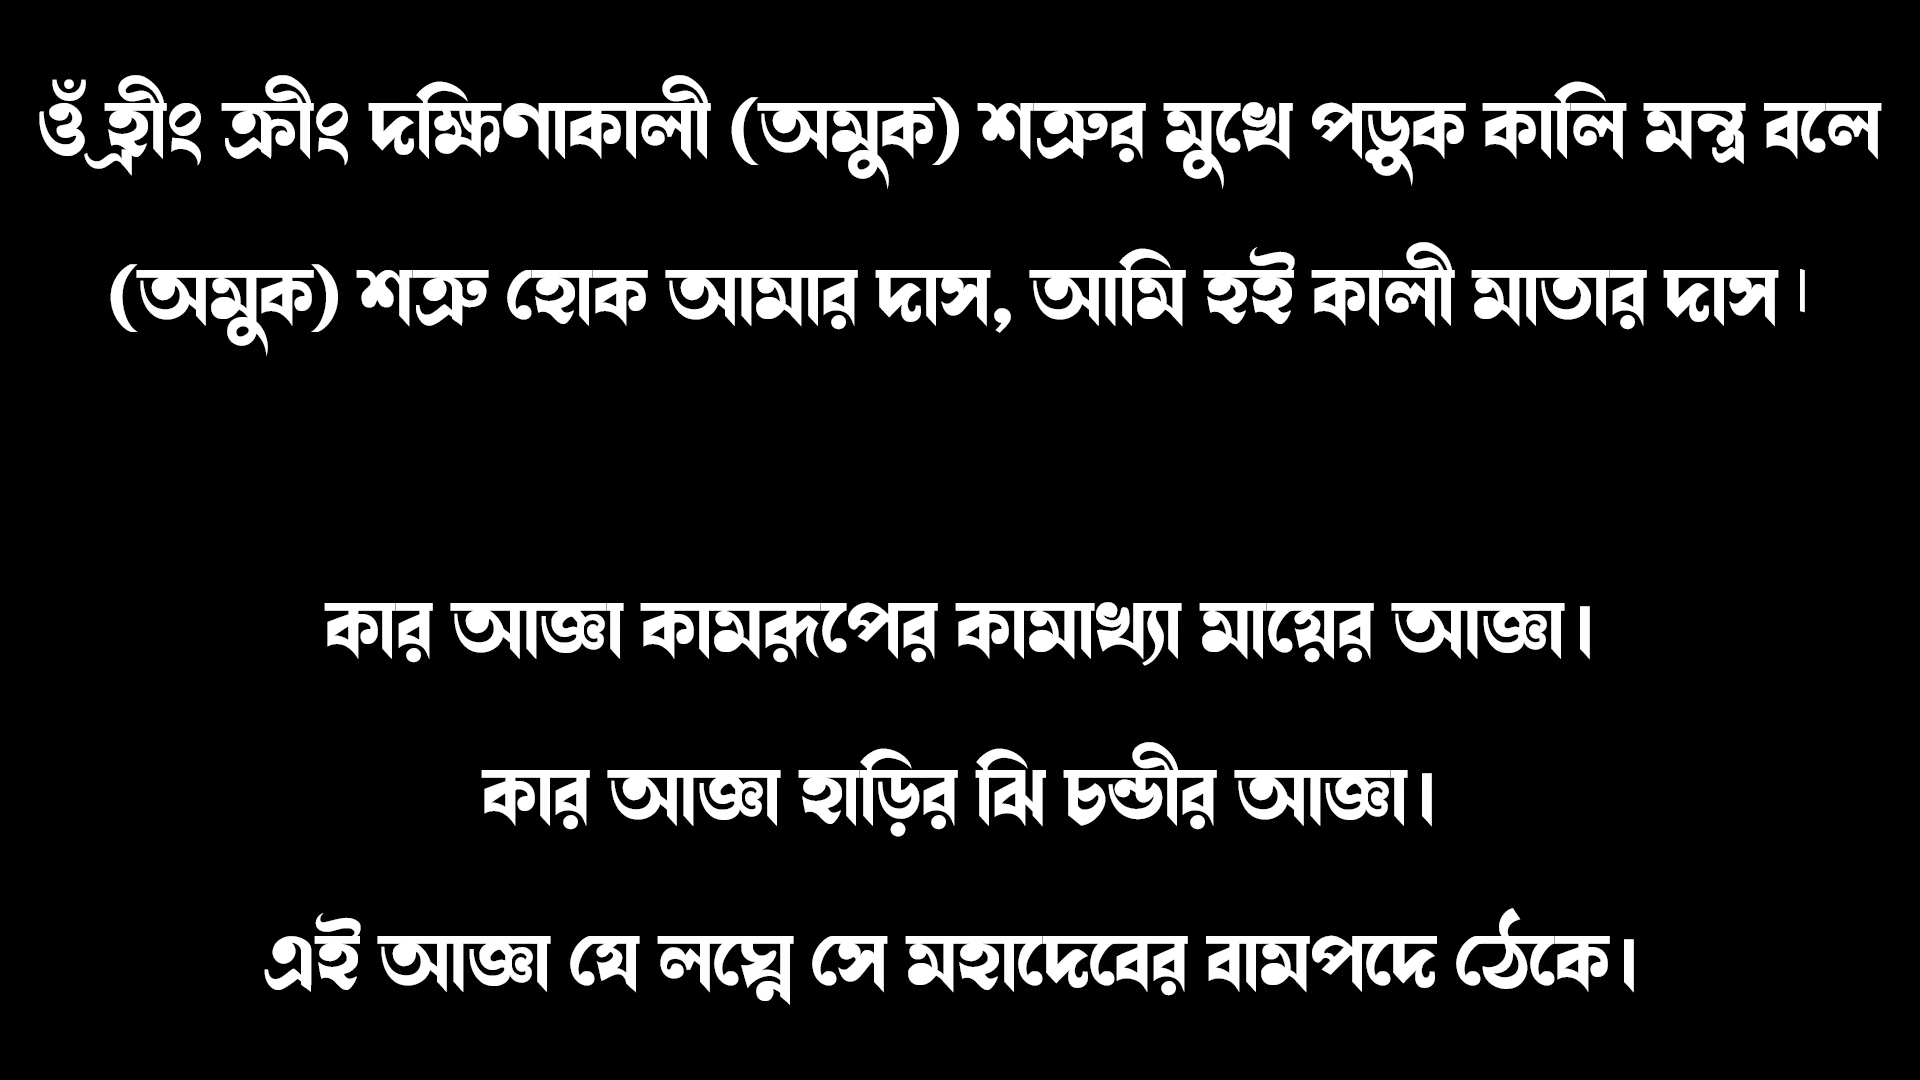 ওঁ হ্রীং ক্রীং দক্ষিণাকালী (অমুক) শত্রুর মুখে পড়ুক কালি মন্ত্র বলে
(অমুক) শত্রু হোক আমার দাস, আমি হই কালী মাতার দাস।
কার আজ্ঞা কামরূপের কামাখ্যা মায়ের আজ্ঞা।
কার আজ্ঞা হাড়ির ঝি চন্ডীর আজ্ঞা।
এই আজ্ঞা যে লঙ্ঘে সে মহাদেবের বামপদে ঠেকে।